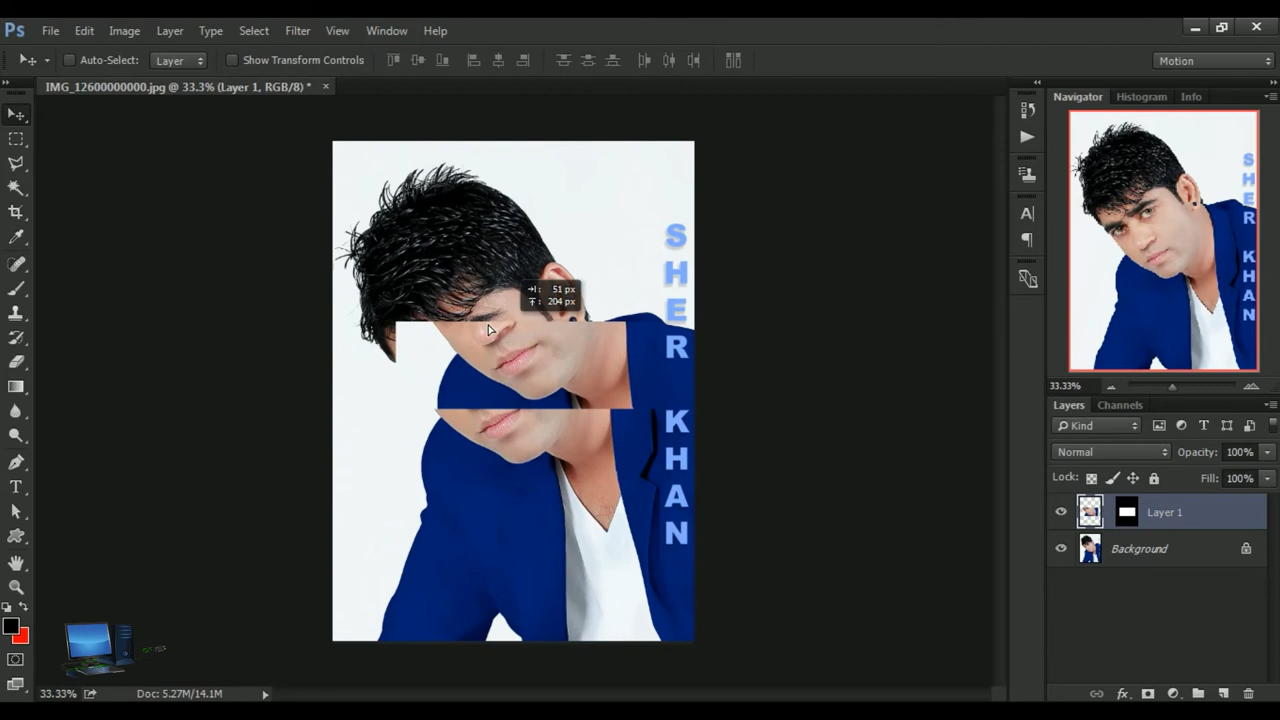 Ps File Edit Image Layer Type Select Filter View Window Help
Auto-Select: Layer Show Transform Controls Motion
IMG_12600000000.jpg @ 33.3% (Layer 1, RGB/8) * ×
Navigator Histogram Info
S
H
E
R
K
H
A
N
33.33%
Layers Channels
Kind
Normal Opacity: 100%
Lock: Fill: 100%
Layer 1
Background
51 px
204 px
S
H
E
R
K
H
A
N
33.33% Doc: 5.27M/14.1M